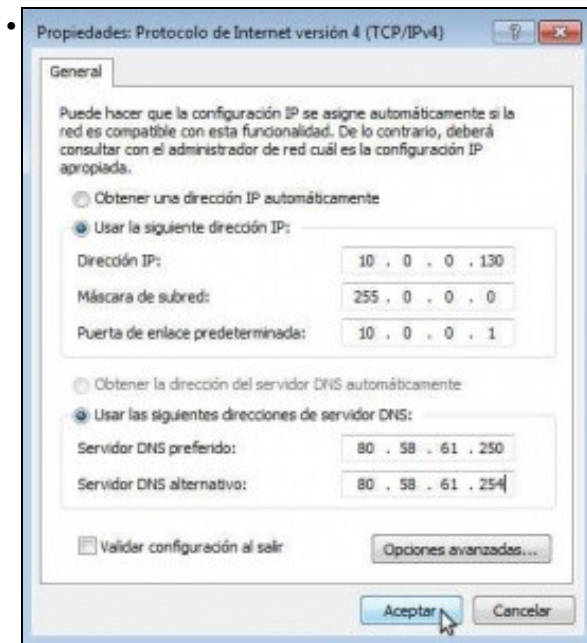 Propiedades: Protocolo de Internet versión 4 (TCP/IPv4)
General
Puede hacer que la configuración IP se asigne automáticamente si la
red es compatible con esta funcionalidad. De lo contrario, deberá
consultar con el administrador de red cuál es la configuración IP
apropiada.
Obtener una dirección IP automáticamente
Usar la siguiente dirección IP:
Dirección IP: 10 . 0 . 0 . 130
Máscara de subred: 255 . 0 . 0 . 0
Puerta de enlace predeterminada: 10 . 0 . 0 . 1
Obtener la dirección del servidor DNS automáticamente
Usar las siguientes direcciones de servidor DNS:
Servidor DNS preferido: 80 . 58 . 61 . 250
Servidor DNS alternativo: 80 . 58 . 61 . 254
Validar configuración al salir Opciones avanzadas...
Aceptar Cancelar